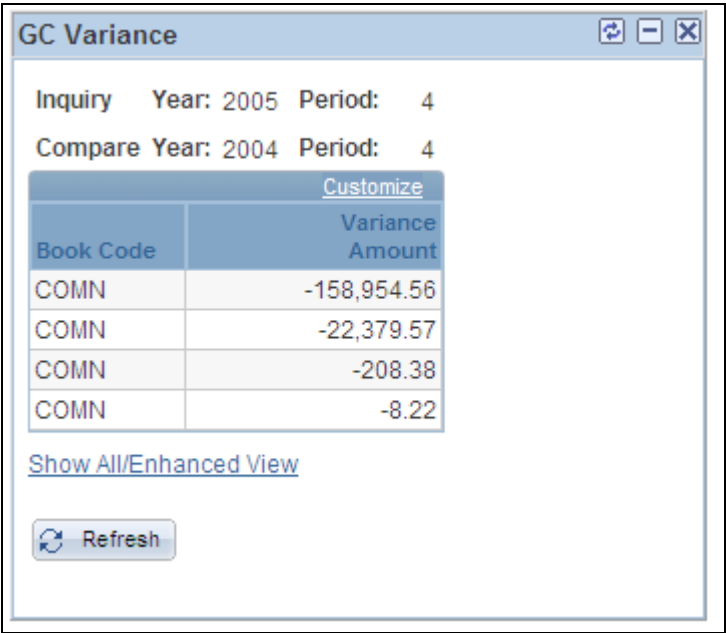 GC Variance
Inquiry Year: 2005 Period: 4
Compare Year: 2004 Period: 4
Customize
Book Code Variance Amount
COMN -158,954.56
COMN -22,379.57
COMN -208.38
COMN -8.22
Show All/Enhanced View
Refresh